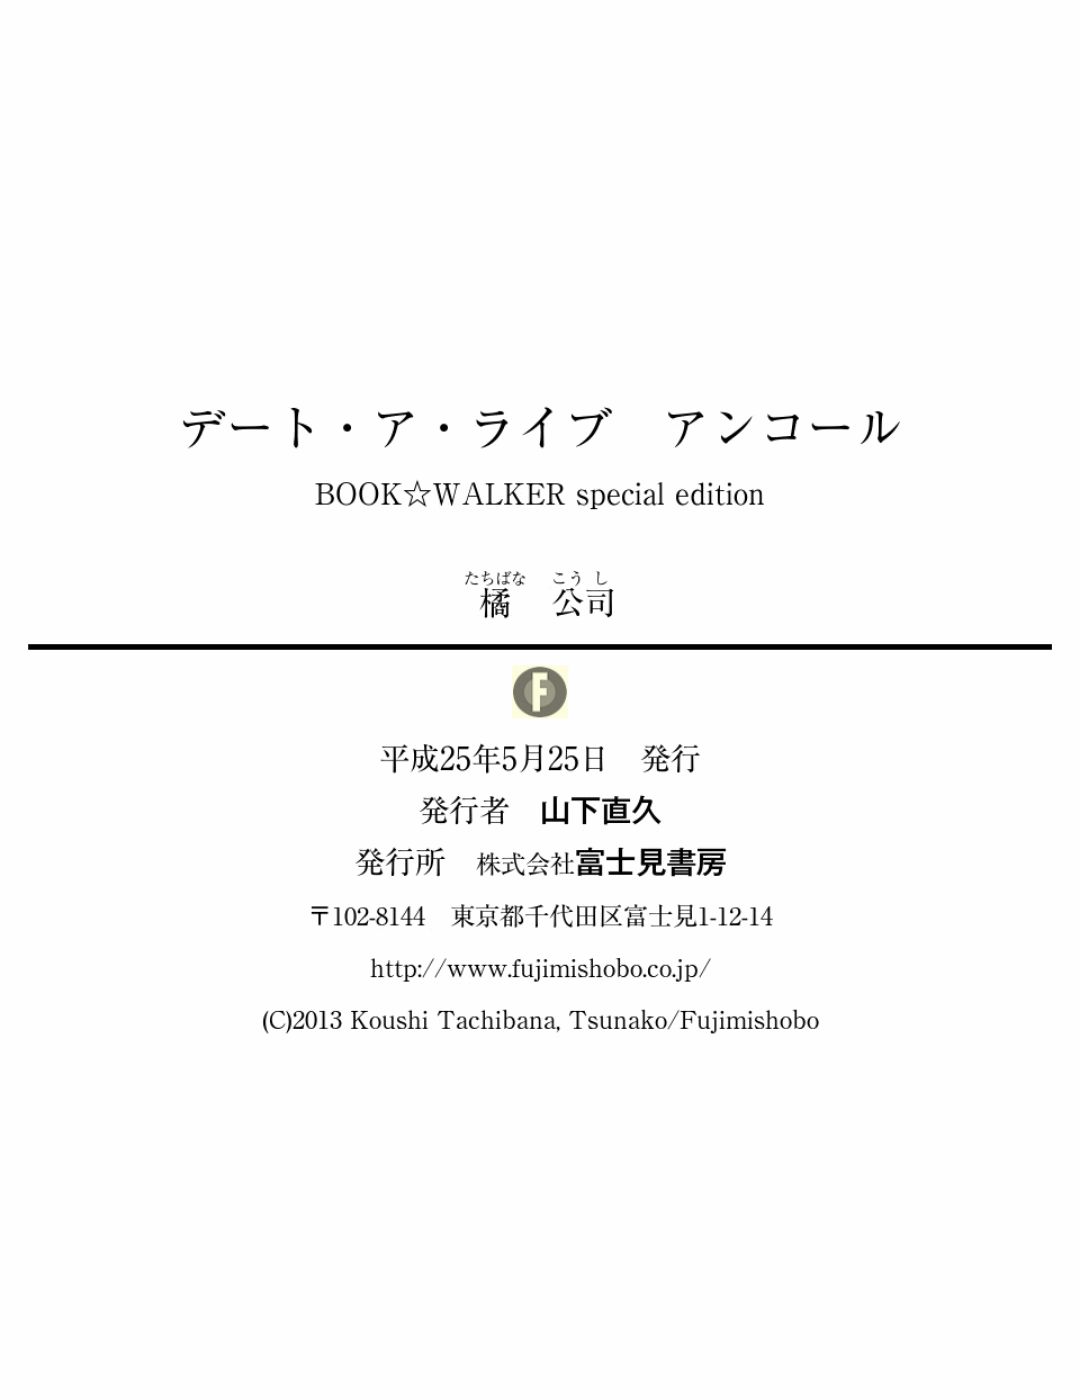 デート・ア・ライブ　アンコール
BOOK☆WALKER special edition
たちばな　こうし
橘　公司
F
平成25年5月25日　発行
発行者　山下直久
発行所　株式会社富士見書房
〒102-8144　東京都千代田区富士見1-12-14
http://www.fujimishobo.co.jp/
(C)2013 Koushi Tachibana, Tsunako/Fujimishobo